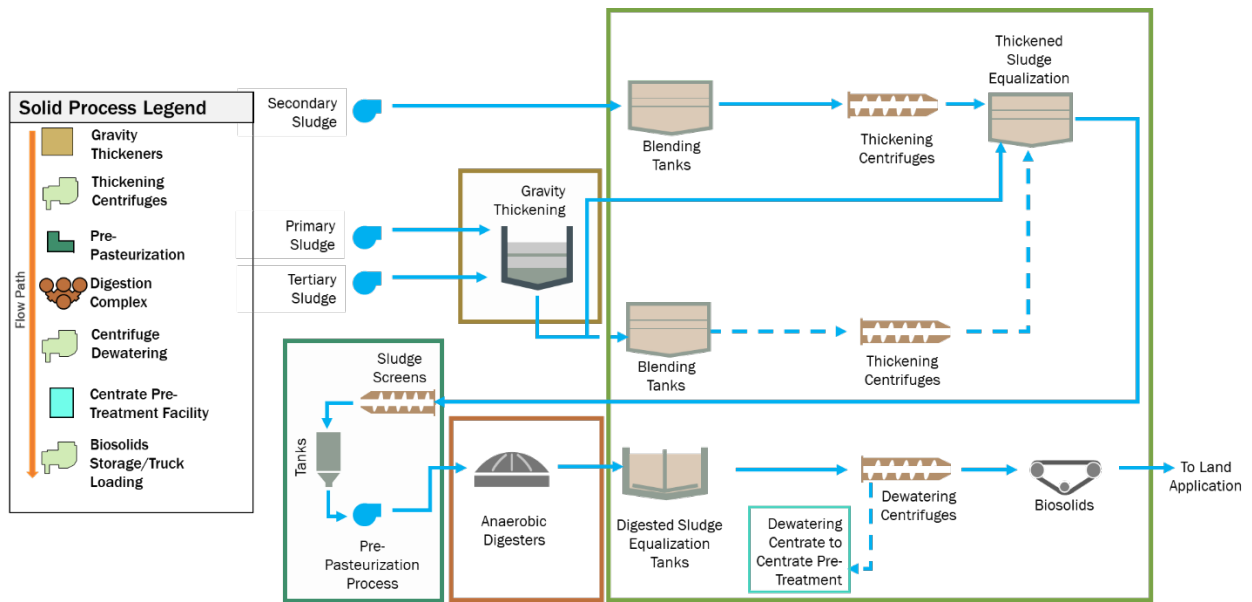 Solid Process Legend
Flow Path
Gravity
Thickeners
Thickening
Centrifuges
Pre-
Pasteurization
Digestion
Complex
Centrifuge
Dewatering
Centrate Pre-
Treatment Facility
Biosolids
Storage/Truck
Loading
Secondary
Sludge
Primary
Sludge
Tertiary
Sludge
Gravity
Thickening
Blending
Tanks
Thickening
Centrifuges
Thickened
Sludge
Equalization
Blending
Tanks
Thickening
Centrifuges
Sludge
Screens
Tanks
Pre-
Pasteurization
Process
Anaerobic
Digesters
Digested Sludge
Equalization
Tanks
Dewatering
Centrifuges
Dewatering
Centrate to
Centrate Pre-
Treatment
Biosolids
To Land
Application